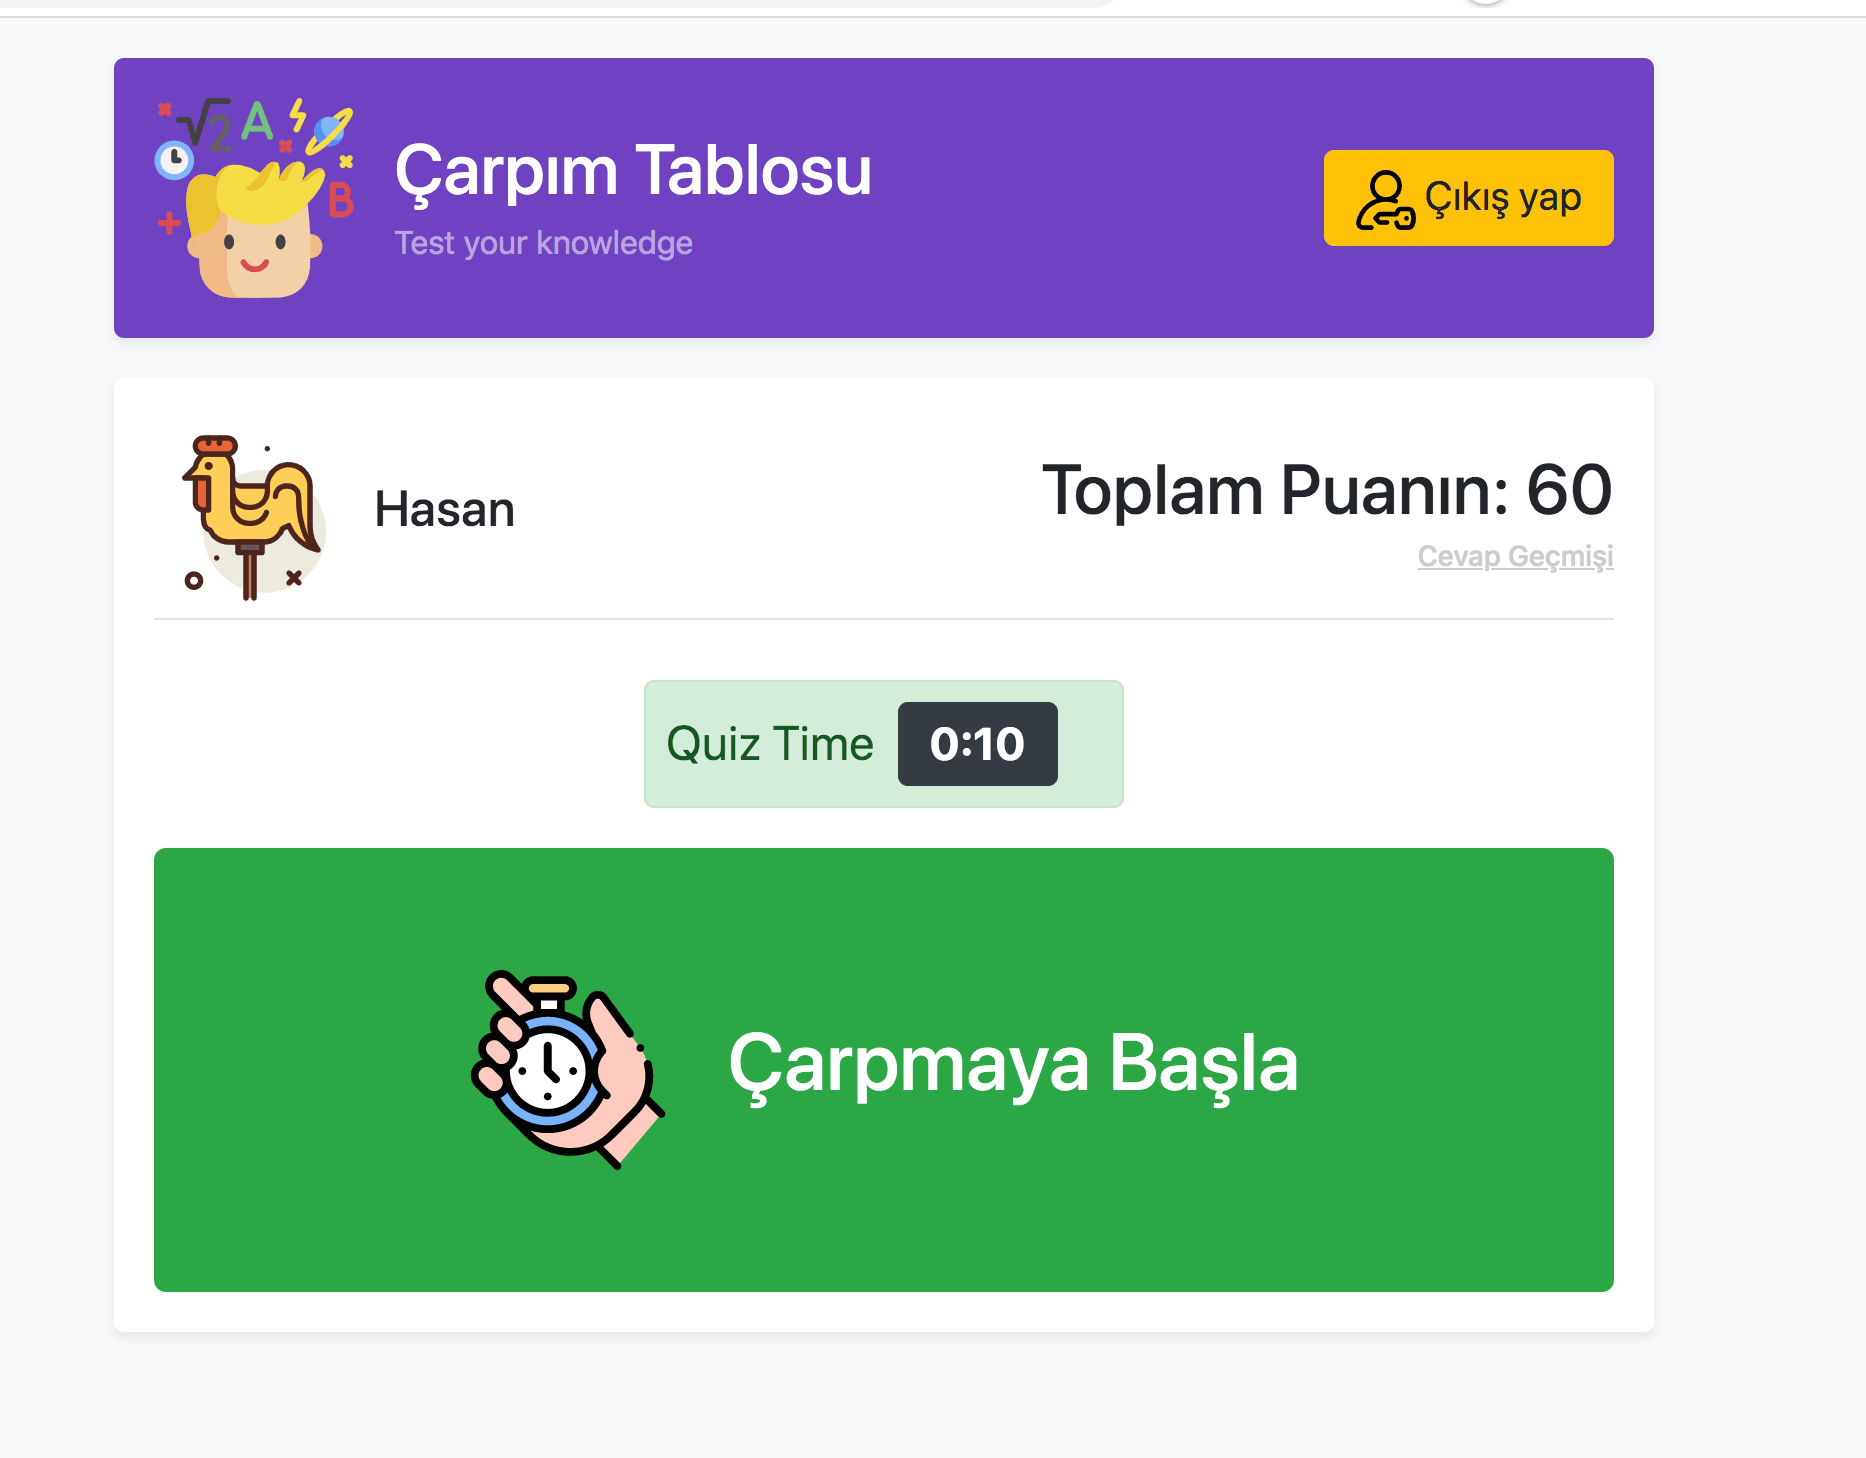 √2 A
B
Çarpım Tablosu
Test your knowledge
Çıkış yap
Hasan
Toplam Puanın: 60
Cevap Geçmişi
Quiz Time 0:10
Çarpmaya Başla